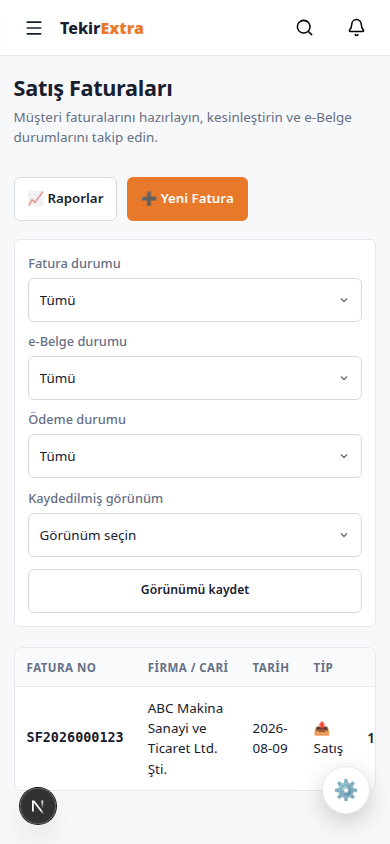 TekirExtra
Satış Faturaları
Müşteri faturalarını hazırlayın, kesinleştirin ve e-Belge
durumlarını takip edin.
Raporlar
Yeni Fatura
Fatura durumu
Tümü
e-Belge durumu
Tümü
Ödeme durumu
Tümü
Kaydedilmiş görünüm
Görünüm seçin
Görünümü kaydet
FATURA NO FİRMA / CARİ TARİH TİP
SF2026000123
ABC Makina
Sanayi ve
Ticaret Ltd.
Şti.
2026-
08-09
Satış
1
N